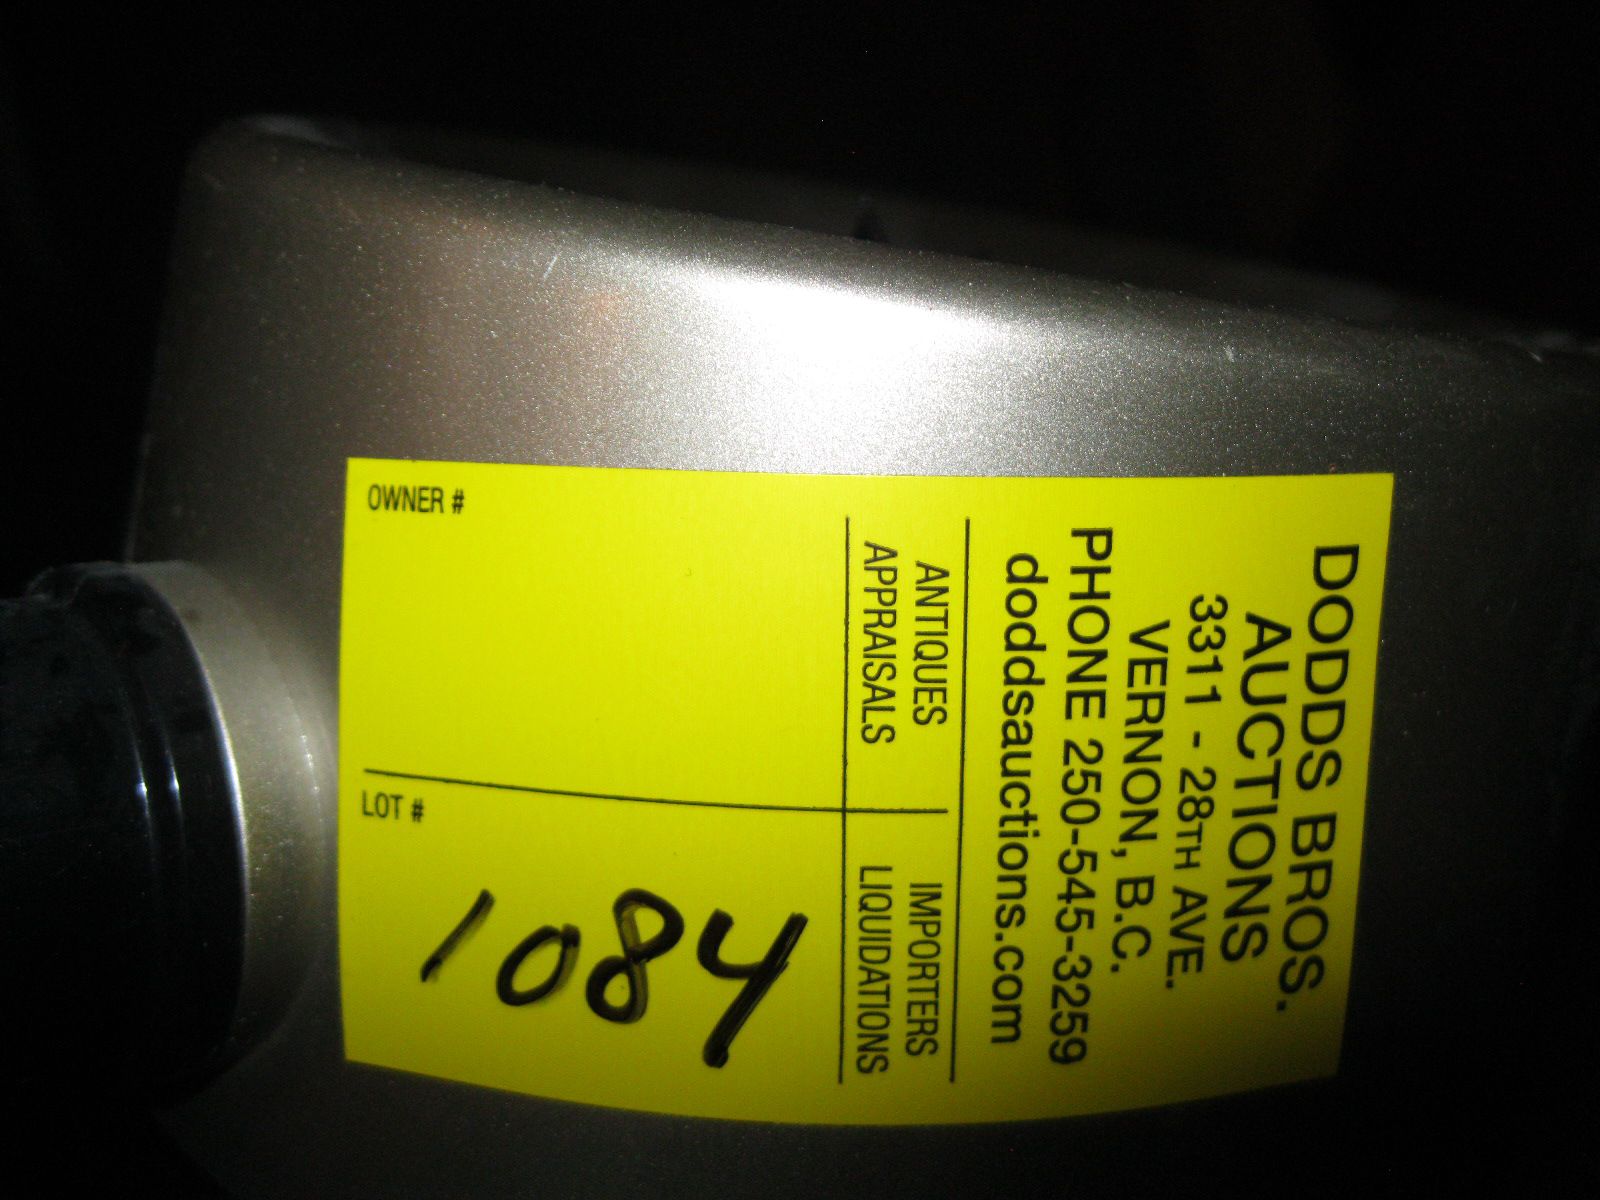 DODDS BROS.
AUCTIONS
3311 - 28TH AVE.
VERNON, B.C.
PHONE 250-545-3259
doddsauctions.com
ANTIQUES
APPRAISALS
IMPORTERS
LIQUIDATIONS
OWNER #
LOT #
1084